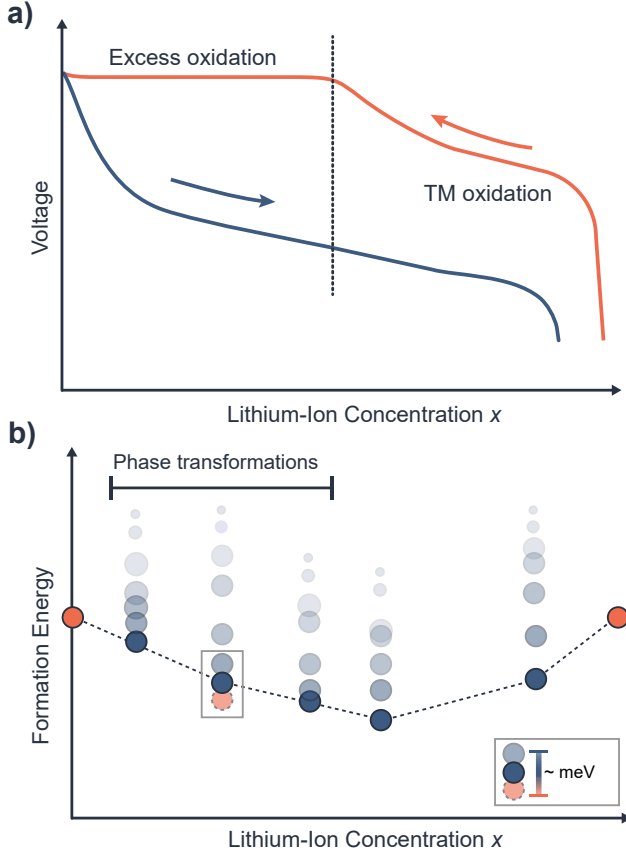 a)
Excess oxidation
TM oxidation
Voltage
Lithium-Ion Concentration x
b)
Phase transformations
Formation Energy
~ meV
Lithium-Ion Concentration x